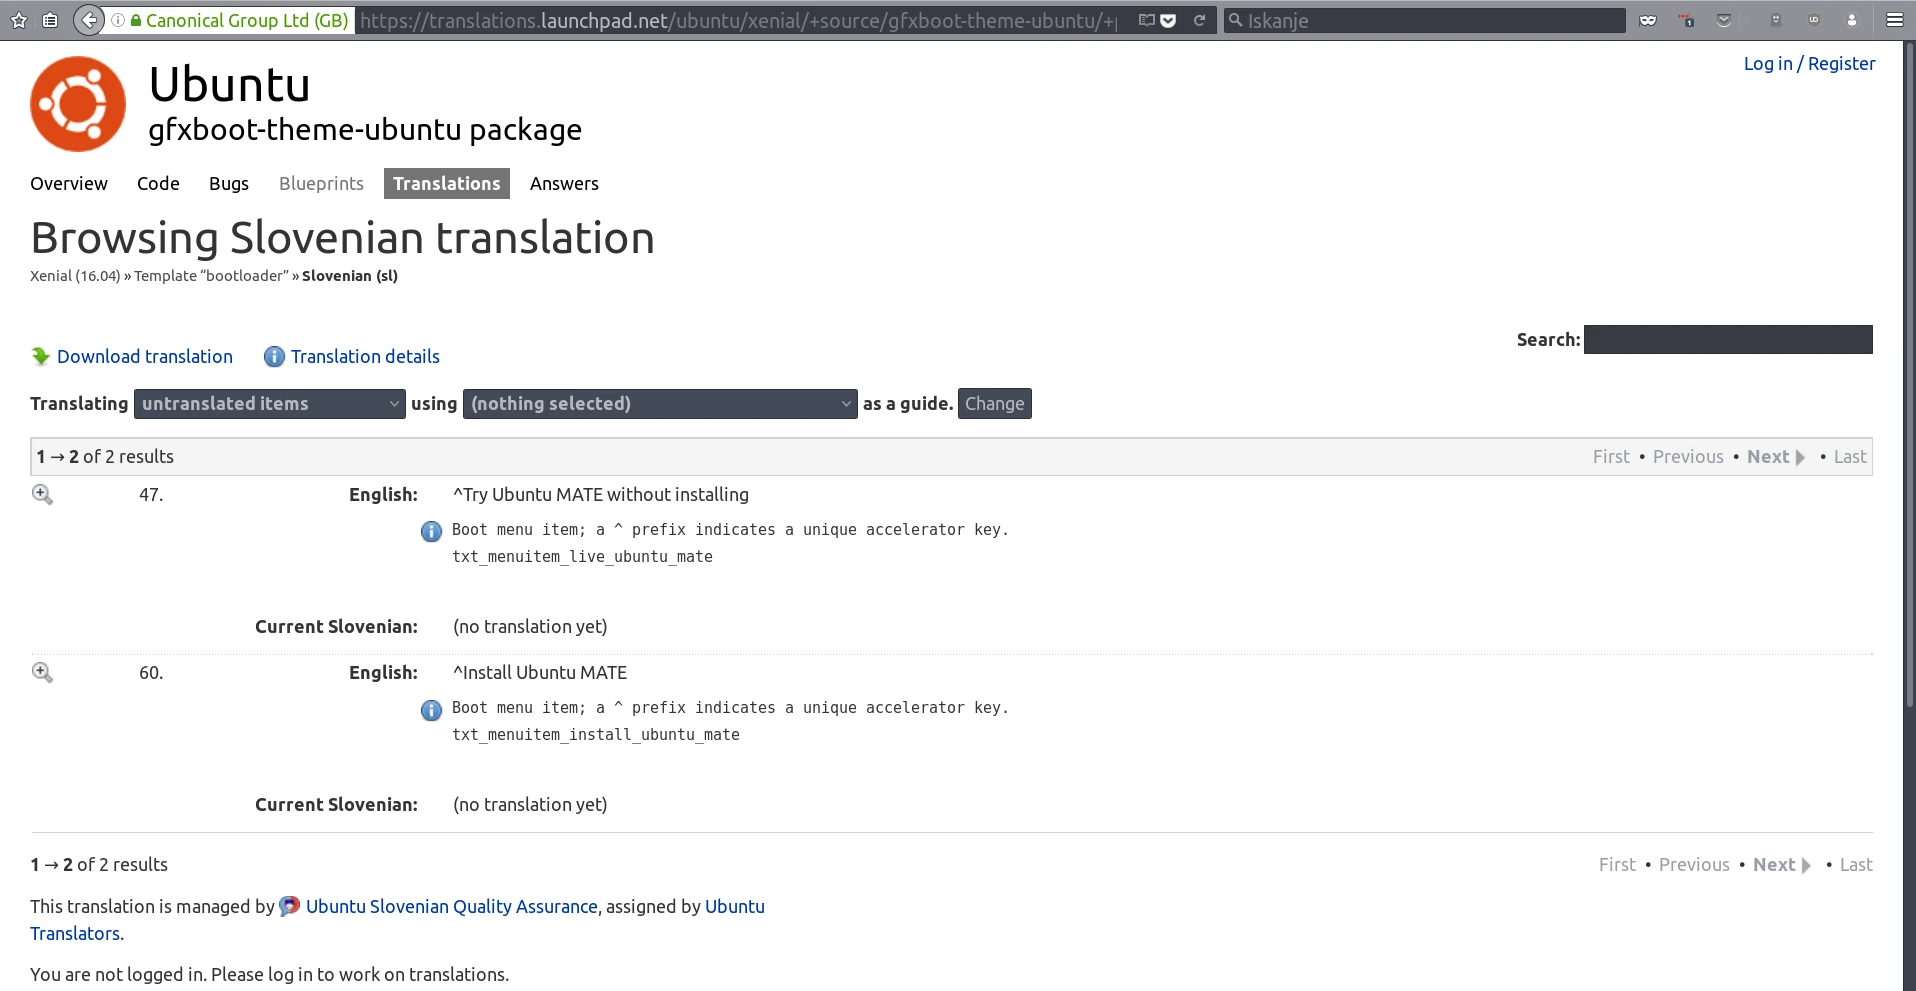 Canonical Group Ltd (GB) https://translations.launchpad.net/ubuntu/xenial/+source/gfxboot-theme-ubuntu/+ Iskanje
Log in / Register
Ubuntu
gfxboot-theme-ubuntu package
Overview Code Bugs Blueprints Translations Answers
Browsing Slovenian translation
Xenial (16.04) » Template “bootloader” » Slovenian (sl)
Search:
Download translation Translation details
Translating untranslated items using (nothing selected) as a guide. Change
1 → 2 of 2 results First • Previous • Next • Last
47. English: ^Try Ubuntu MATE without installing
Boot menu item; a ^ prefix indicates a unique accelerator key.
txt_menuitem_live_ubuntu_mate
Current Slovenian: (no translation yet)
60. English: ^Install Ubuntu MATE
Boot menu item; a ^ prefix indicates a unique accelerator key.
txt_menuitem_install_ubuntu_mate
Current Slovenian: (no translation yet)
1 → 2 of 2 results First • Previous • Next • Last
This translation is managed by Ubuntu Slovenian Quality Assurance, assigned by Ubuntu
Translators.
You are not logged in. Please log in to work on translations.